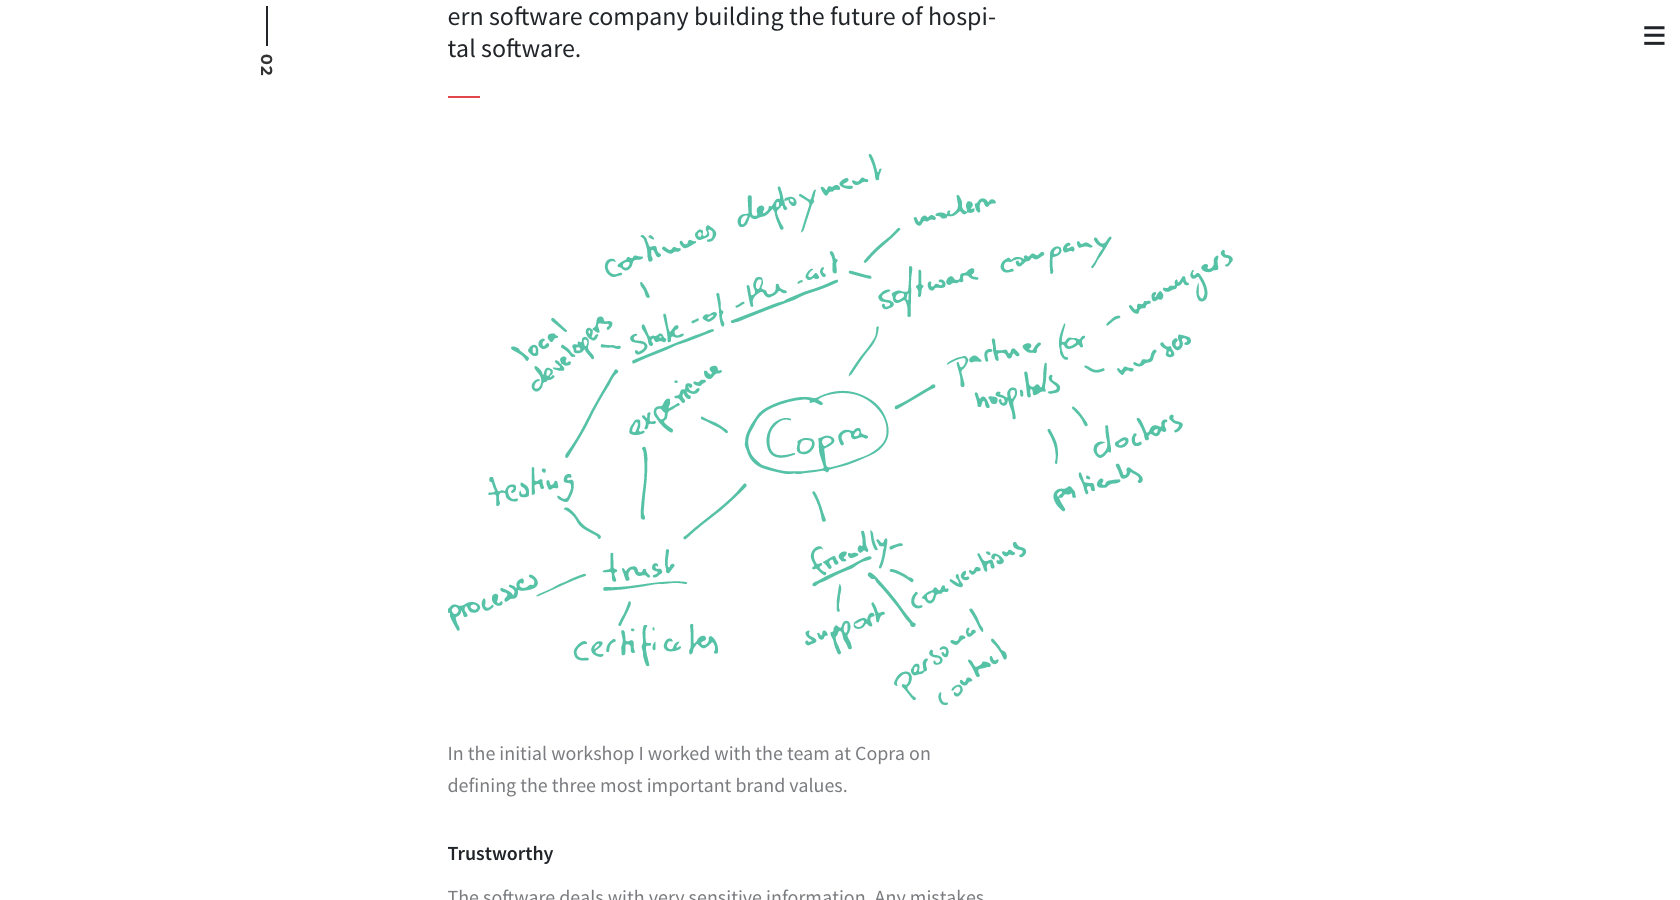 02
ern software company building the future of hospi-
tal software.
continues deployment
modern
state-of-the-art
software company
local
developers
managers
partner for
hospitals
nurses
experience
Copra
doctors
testing
patients
trust
friendly
conventions
processes
support
certificates
personal
contact
In the initial workshop I worked with the team at Copra on
defining the three most important brand values.
Trustworthy
The software deals with very sensitive information. Any mistakes